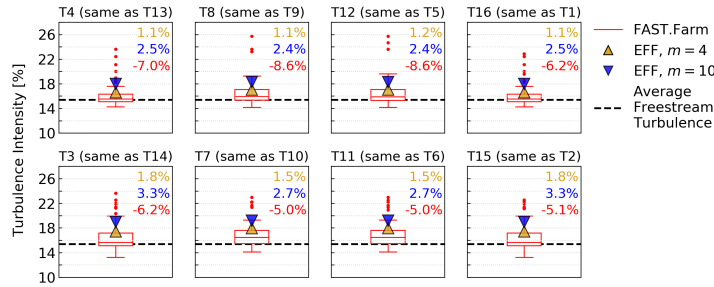 T4 (same as T13)
T8 (same as T9)
T12 (same as T5)
T16 (same as T1)
1.1%
2.5%
-7.0%
1.1%
2.4%
-8.6%
1.2%
2.4%
-8.6%
1.1%
2.5%
-6.2%
26
22
18
14
10
T3 (same as T14)
T7 (same as T10)
T11 (same as T6)
T15 (same as T2)
1.8%
3.3%
-6.2%
1.5%
2.7%
-5.0%
1.5%
2.7%
-5.0%
1.8%
3.3%
-5.1%
26
22
18
14
10
Turbulence Intensity [%]
FAST.Farm
EFF, m = 4
EFF, m = 10
Average
Freestream
Turbulence